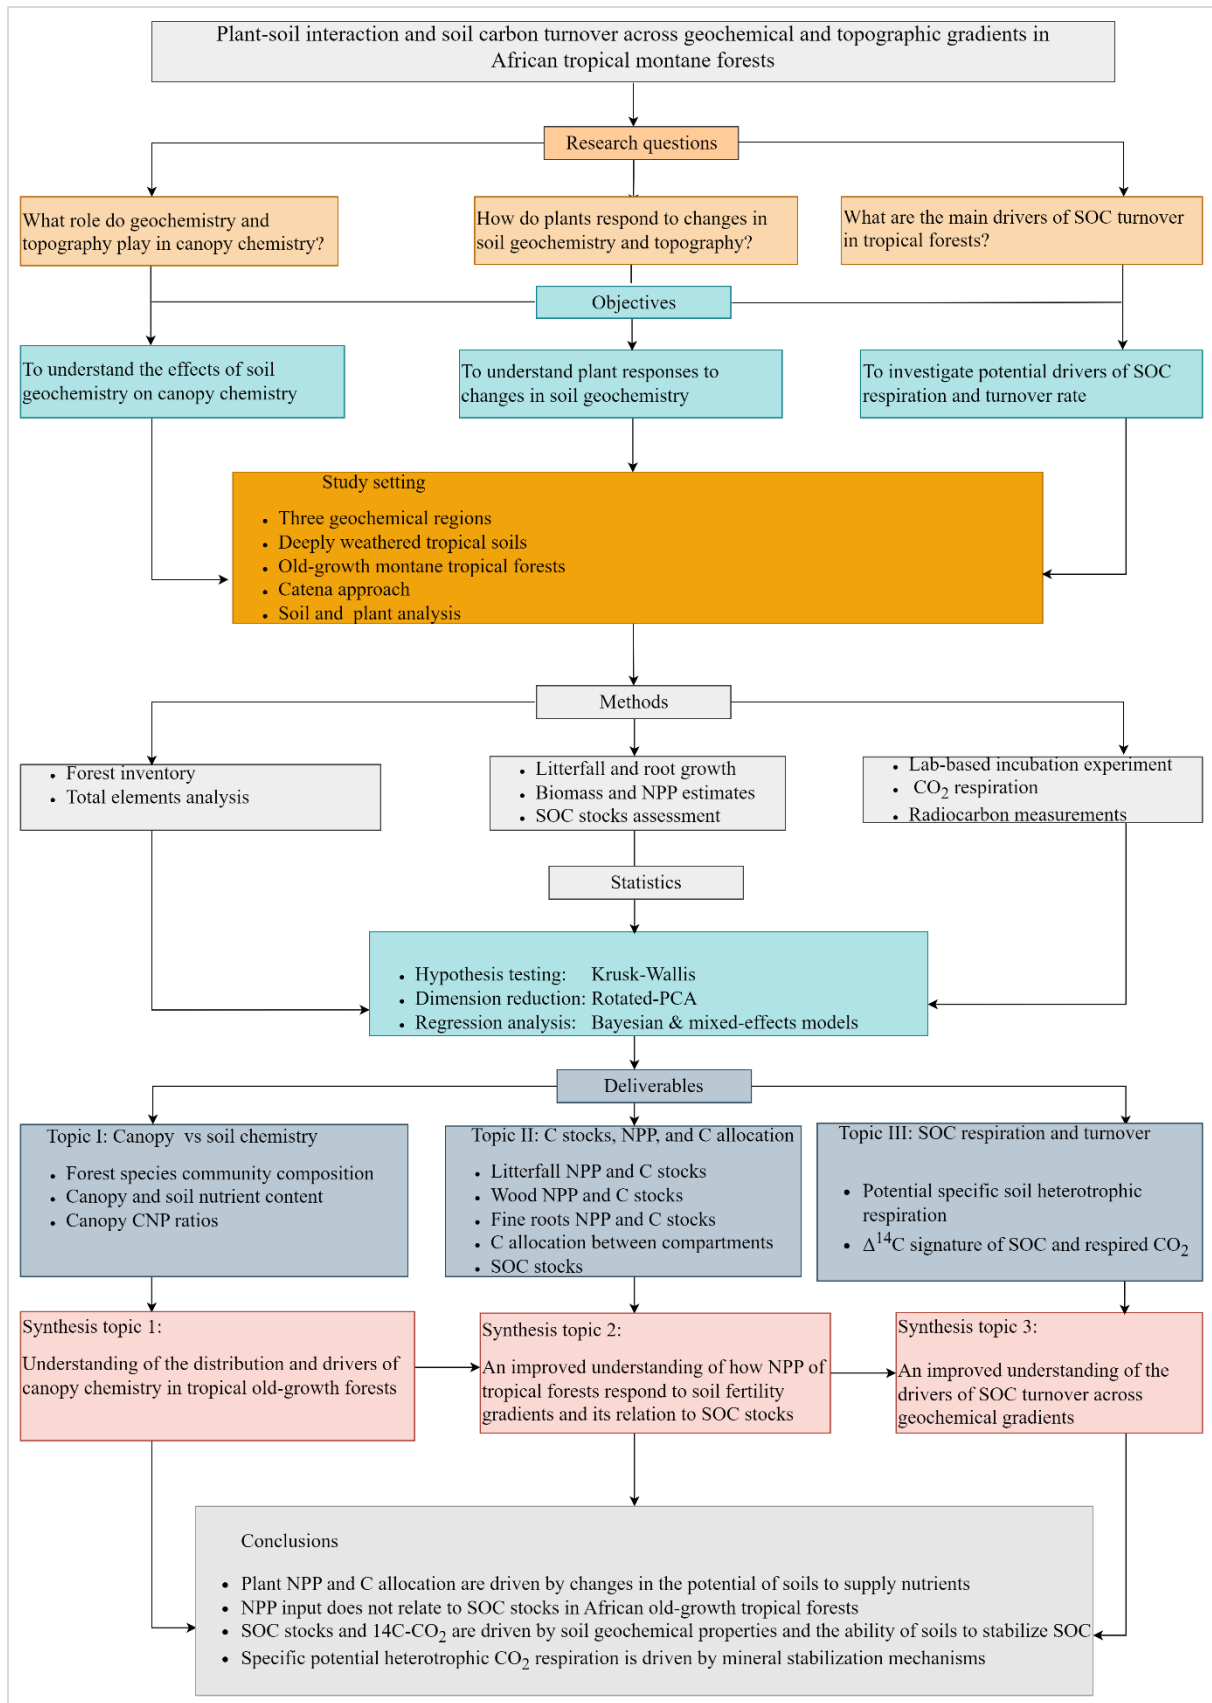 Plant-soil interaction and soil carbon turnover across geochemical and topographic gradients in
African tropical montane forests
Research questions
What role do geochemistry and
topography play in canopy chemistry?
How do plants respond to changes in
soil geochemistry and topography?
What are the main drivers of SOC turnover
in tropical forests?
Objectives
To understand the effects of soil
geochemistry on canopy chemistry
To understand plant responses to
changes in soil geochemistry
To investigate potential drivers of SOC
respiration and turnover rate
Study setting
• Three geochemical regions
• Deeply weathered tropical soils
• Old-growth montane tropical forests
• Catena approach
• Soil and plant analysis
Methods
• Forest inventory
• Total elements analysis
• Litterfall and root growth
• Biomass and NPP estimates
• SOC stocks assessment
• Lab-based incubation experiment
• CO2 respiration
• Radiocarbon measurements
Statistics
• Hypothesis testing: Krusk-Wallis
• Dimension reduction: Rotated-PCA
• Regression analysis: Bayesian & mixed-effects models
Deliverables
Topic I: Canopy vs soil chemistry
• Forest species community composition
• Canopy and soil nutrient content
• Canopy CNP ratios
Topic II: C stocks, NPP, and C allocation
• Litterfall NPP and C stocks
• Wood NPP and C stocks
• Fine roots NPP and C stocks
• C allocation between compartments
• SOC stocks
Topic III: SOC respiration and turnover
• Potential specific soil heterotrophic
respiration
• Δ14C signature of SOC and respired CO2
Synthesis topic 1:
Understanding of the distribution and drivers of
canopy chemistry in tropical old-growth forests
Synthesis topic 2:
An improved understanding of how NPP of
tropical forests respond to soil fertility
gradients and its relation to SOC stocks
Synthesis topic 3:
An improved understanding of the
drivers of SOC turnover across
geochemical gradients
Conclusions
• Plant NPP and C allocation are driven by changes in the potential of soils to supply nutrients
• NPP input does not relate to SOC stocks in African old-growth tropical forests
• SOC stocks and 14C-CO2 are driven by soil geochemical properties and the ability of soils to stabilize SOC
• Specific potential heterotrophic CO2 respiration is driven by mineral stabilization mechanisms